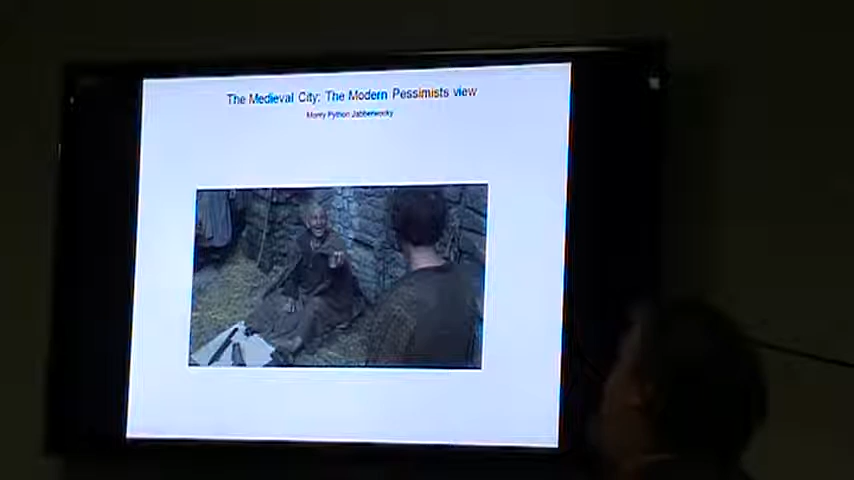 The Medieval City: The Modern Pessimists view
Monty Python Jabberwocky